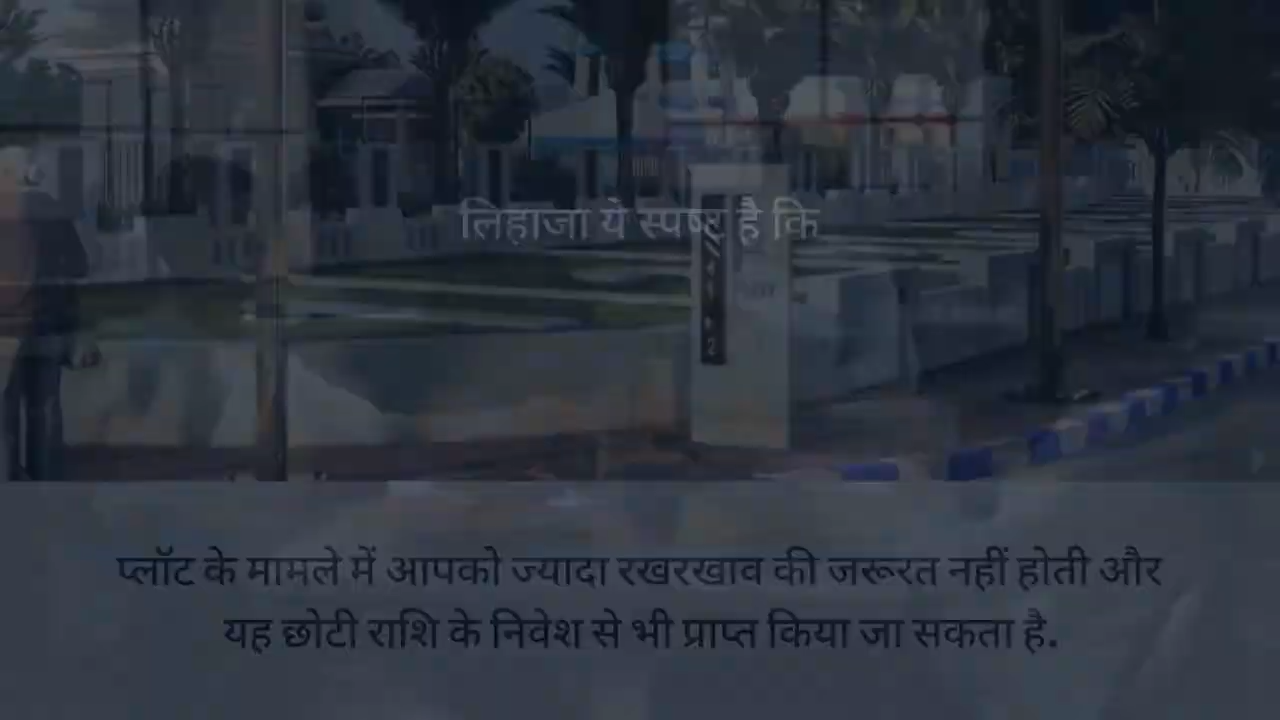 लिहाजा ये स्पष्ट है कि
प्लॉट के मामले में आपको ज्यादा रखरखाव की जरूरत नहीं होती और
यह छोटी राशि के निवेश से भी प्राप्त किया जा सकता है.